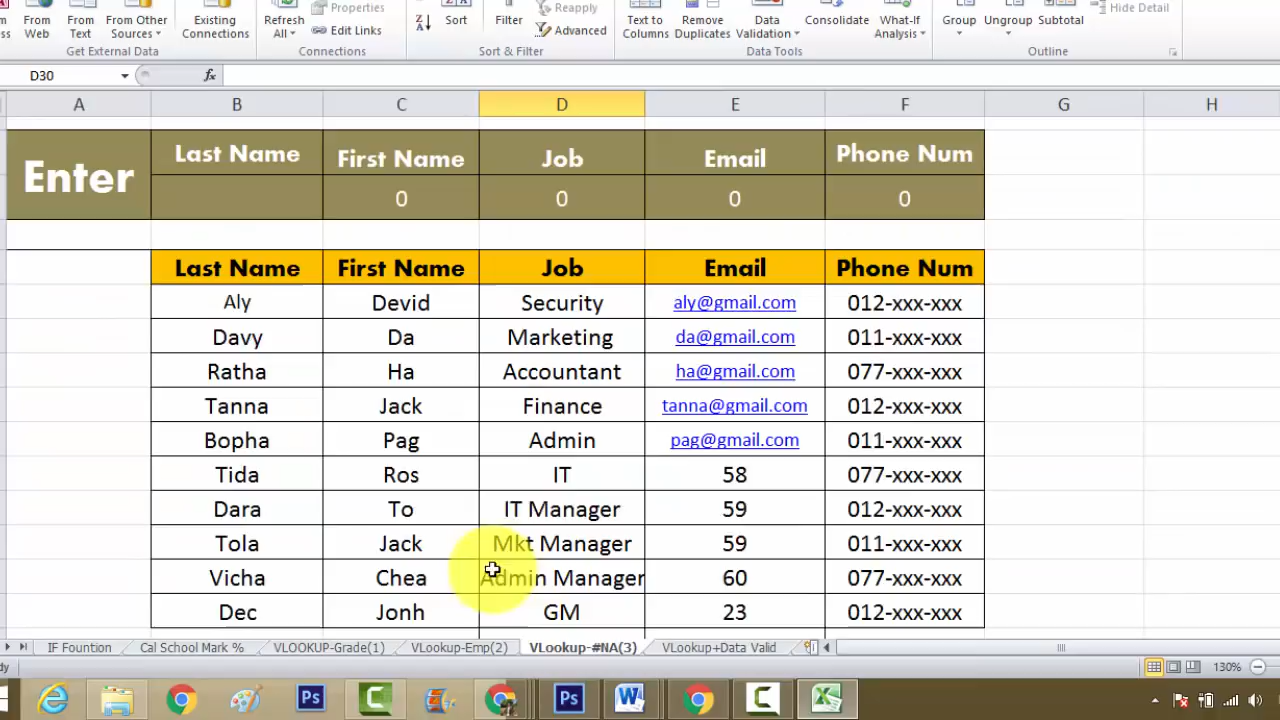 Properties
Reapply
Hide Detail
From From From Other Existing Refresh Sort Filter Text to Remove Data Consolidate What-If Group Ungroup Subtotal
Web Text Sources Connections All Edit Links Advanced Columns Duplicates Validation Analysis
Get External Data Connections Sort & Filter Data Tools Outline
D30 fx
A B C D E F G H
Enter Last Name First Name Job Email Phone Num
0 0 0 0
Last Name First Name Job Email Phone Num
Aly Devid Security aly@gmail.com 012-xxx-xxx
Davy Da Marketing da@gmail.com 011-xxx-xxx
Ratha Ha Accountant ha@gmail.com 077-xxx-xxx
Tanna Jack Finance tanna@gmail.com 012-xxx-xxx
Bopha Pag Admin pag@gmail.com 011-xxx-xxx
Tida Ros IT 58 077-xxx-xxx
Dara To IT Manager 59 012-xxx-xxx
Tola Jack Mkt Manager 59 011-xxx-xxx
Vicha Chea Admin Manager 60 077-xxx-xxx
Dec Jonh GM 23 012-xxx-xxx
IF Fountion Cal School Mark % VLOOKUP-Grade(1) VLookup-Emp(2) VLookup-#NA(3) VLookup+Data Valid
130%